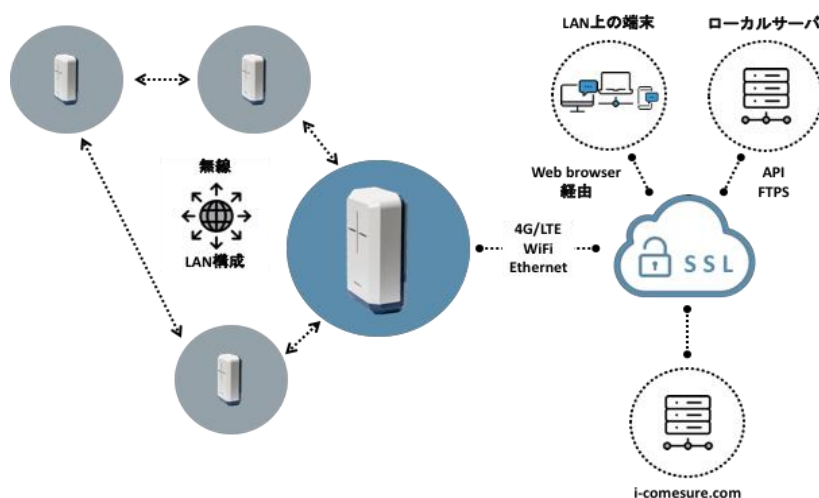 LAN上の端末
ローカルサーバ
無線
LAN構成
Web browser
経由
API
FTPS
4G/LTE
WiFi
Ethernet
SSL
i-comesure.com